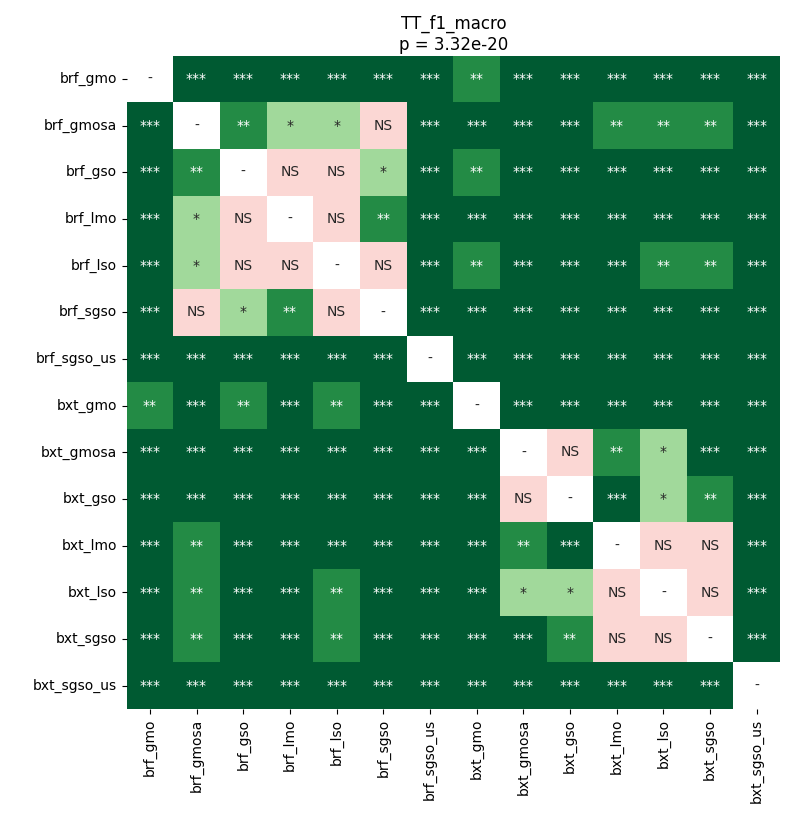 TT_f1_macro
p = 3.32e-20
brf_gmo - *** *** *** *** *** *** ** *** *** *** *** *** ***
brf_gmosa *** - ** * * NS *** *** *** *** ** ** ** ***
brf_gso *** ** - NS NS * *** ** *** *** *** *** *** ***
brf_lmo *** * NS - NS ** *** *** *** *** *** *** *** ***
brf_lso *** * NS NS - NS *** ** *** *** *** ** ** ***
brf_sgso *** NS * ** NS - *** *** *** *** *** *** *** ***
brf_sgso_us *** *** *** *** *** *** - *** *** *** *** *** *** ***
bxt_gmo ** *** ** *** ** *** *** - *** *** *** *** *** ***
bxt_gmosa *** *** *** *** *** *** *** *** - NS ** * *** ***
bxt_gso *** *** *** *** *** *** *** *** NS - *** * ** ***
bxt_lmo *** ** *** *** *** *** *** *** ** *** - NS NS ***
bxt_lso *** ** *** *** ** *** *** *** * * NS - NS ***
bxt_sgso *** ** *** *** ** *** *** *** *** ** NS NS - ***
bxt_sgso_us *** *** *** *** *** *** *** *** *** *** *** *** *** -
brf_gmo brf_gmosa brf_gso brf_lmo brf_lso brf_sgso brf_sgso_us bxt_gmo bxt_gmosa bxt_gso bxt_lmo bxt_lso bxt_sgso bxt_sgso_us